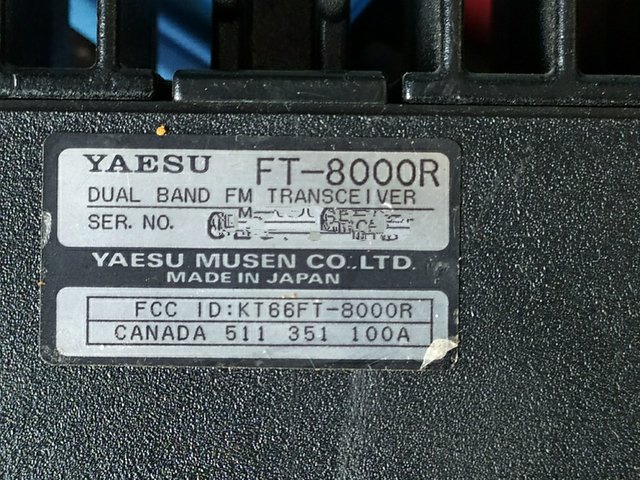 YAESU FT-8000R
DUAL BAND FM TRANSCEIVER
SER. NO.
YAESU MUSEN CO.,LTD.
MADE IN JAPAN
FCC ID:KT66FT-8000R
CANADA 511 351 100A